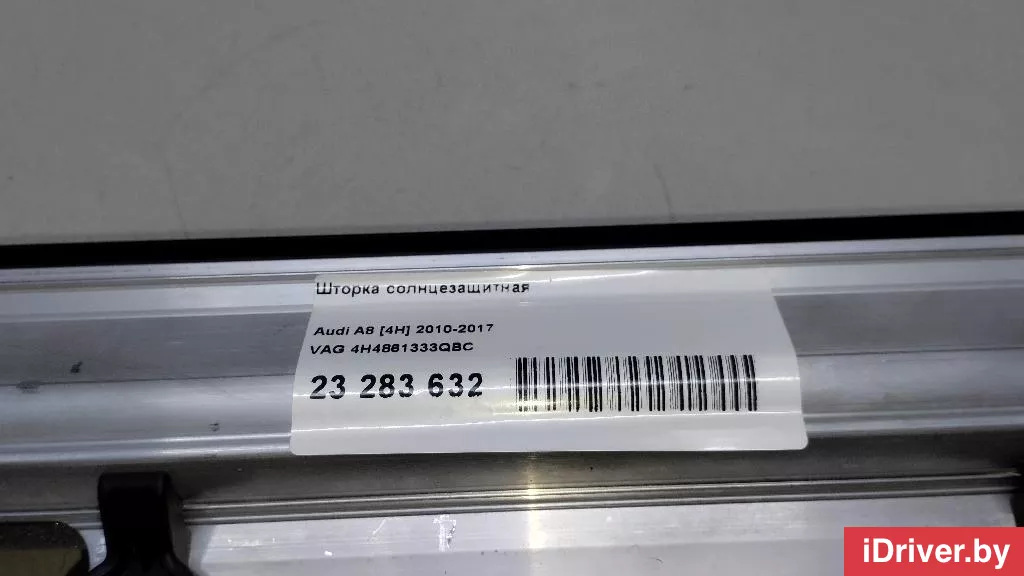 Шторка солнцезащитная
Audi A8 [4H] 2010-2017
VAG 4H4861333QBC
23 283 632
iDriver.by